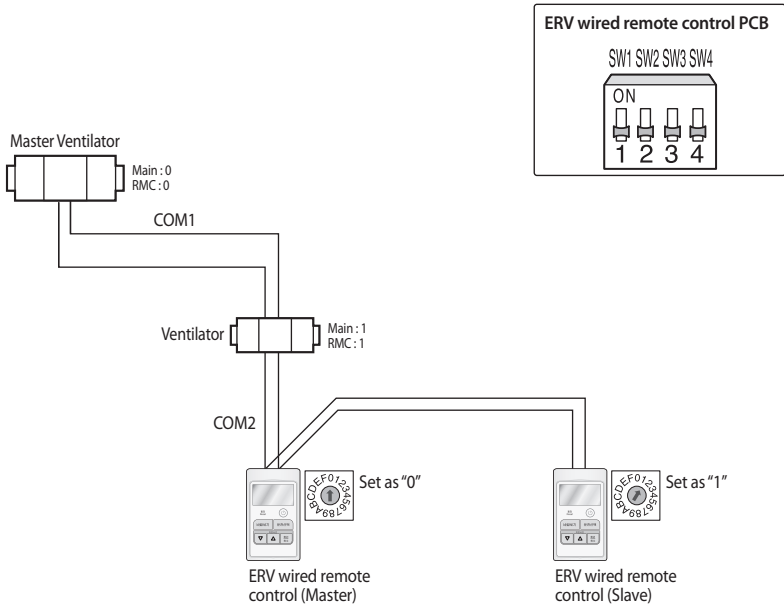 ERV wired remote control PCB
SW1 SW2 SW3 SW4
ON
1 2 3 4
Master Ventilator
Main : 0
RMC : 0
COM1
Ventilator
Main : 1
RMC : 1
COM2
0123456789ABCDEF
Set as "0"
0123456789ABCDEF
Set as "1"
ERV wired remote
control (Master)
ERV wired remote
control (Slave)